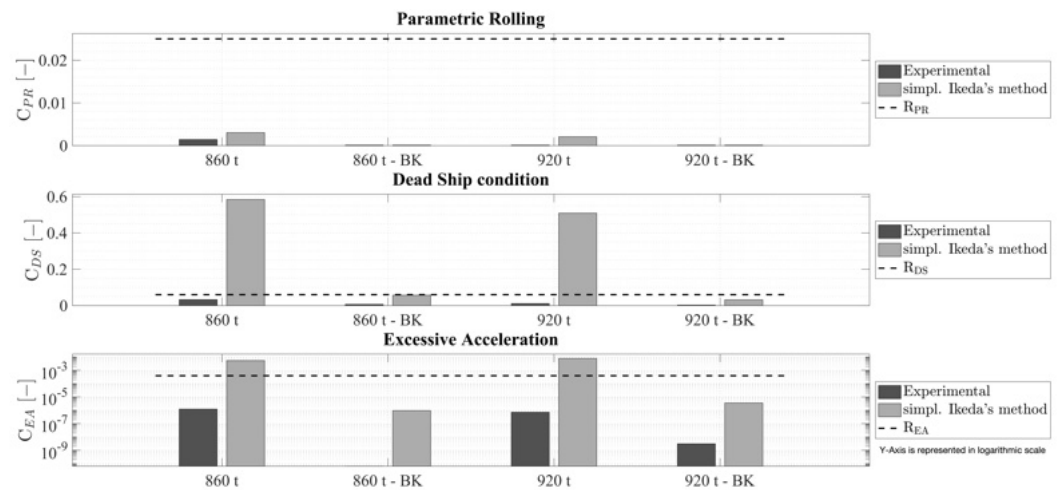 Parametric Rolling
C_PR [−]
0.02
0.01
0
860 t
860 t - BK
920 t
920 t - BK
Experimental
simpl. Ikeda's method
R_PR
Dead Ship condition
C_DS [−]
0.6
0.4
0.2
0
860 t
860 t - BK
920 t
920 t - BK
Experimental
simpl. Ikeda's method
R_DS
Excessive Acceleration
C_EA [−]
10^-3
10^-5
10^-7
10^-9
860 t
860 t - BK
920 t
920 t - BK
Experimental
simpl. Ikeda's method
R_EA
Y-Axis is represented in logarithmic scale